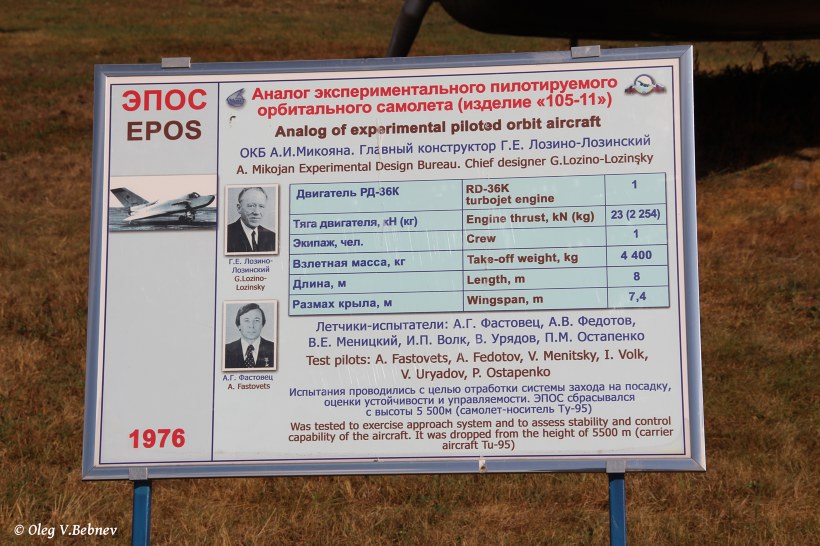 ЭПОС
EPOS
Аналог экспериментального пилотируемого
орбитального самолета (изделие «105-11»)
Analog of experimental piloted orbit aircraft
ОКБ А.И.Микояна. Главный конструктор Г.Е. Лозино-Лозинский
A. Mikojan Experimental Design Bureau. Chief designer G.Lozino-Lozinsky
Г.Е. Лозино-
Лозинский
G.Lozino-
Lozinsky
Двигатель РД-36К RD-36K 1
turbojet engine
Тяга двигателя, кН (кг) Engine thrust, kN (kg) 23 (2 254)
Экипаж, чел. Crew 1
Взлетная масса, кг Take-off weight, kg 4 400
Длина, м Length, m 8
Размах крыла, м Wingspan, m 7,4
А.Г. Фастовец
A. Fastovets
Летчики-испытатели: А.Г. Фастовец, А.В. Федотов,
В.Е. Меницкий, И.П. Волк, В. Урядов, П.М. Остапенко
Test pilots: A. Fastovets, A. Fedotov, V. Menitsky, I. Volk,
V. Uryadov, P. Ostapenko
Испытания проводились с целью отработки системы захода на посадку,
оценки устойчивости и управляемости. ЭПОС сбрасывался
с высоты 5 500м (самолет-носитель Ту-95)
Was tested to exercise approach system and to assess stability and control
capability of the aircraft. It was dropped from the height of 5500 m (carrier
aircraft Tu-95)
1976
© Oleg V.Bebnev